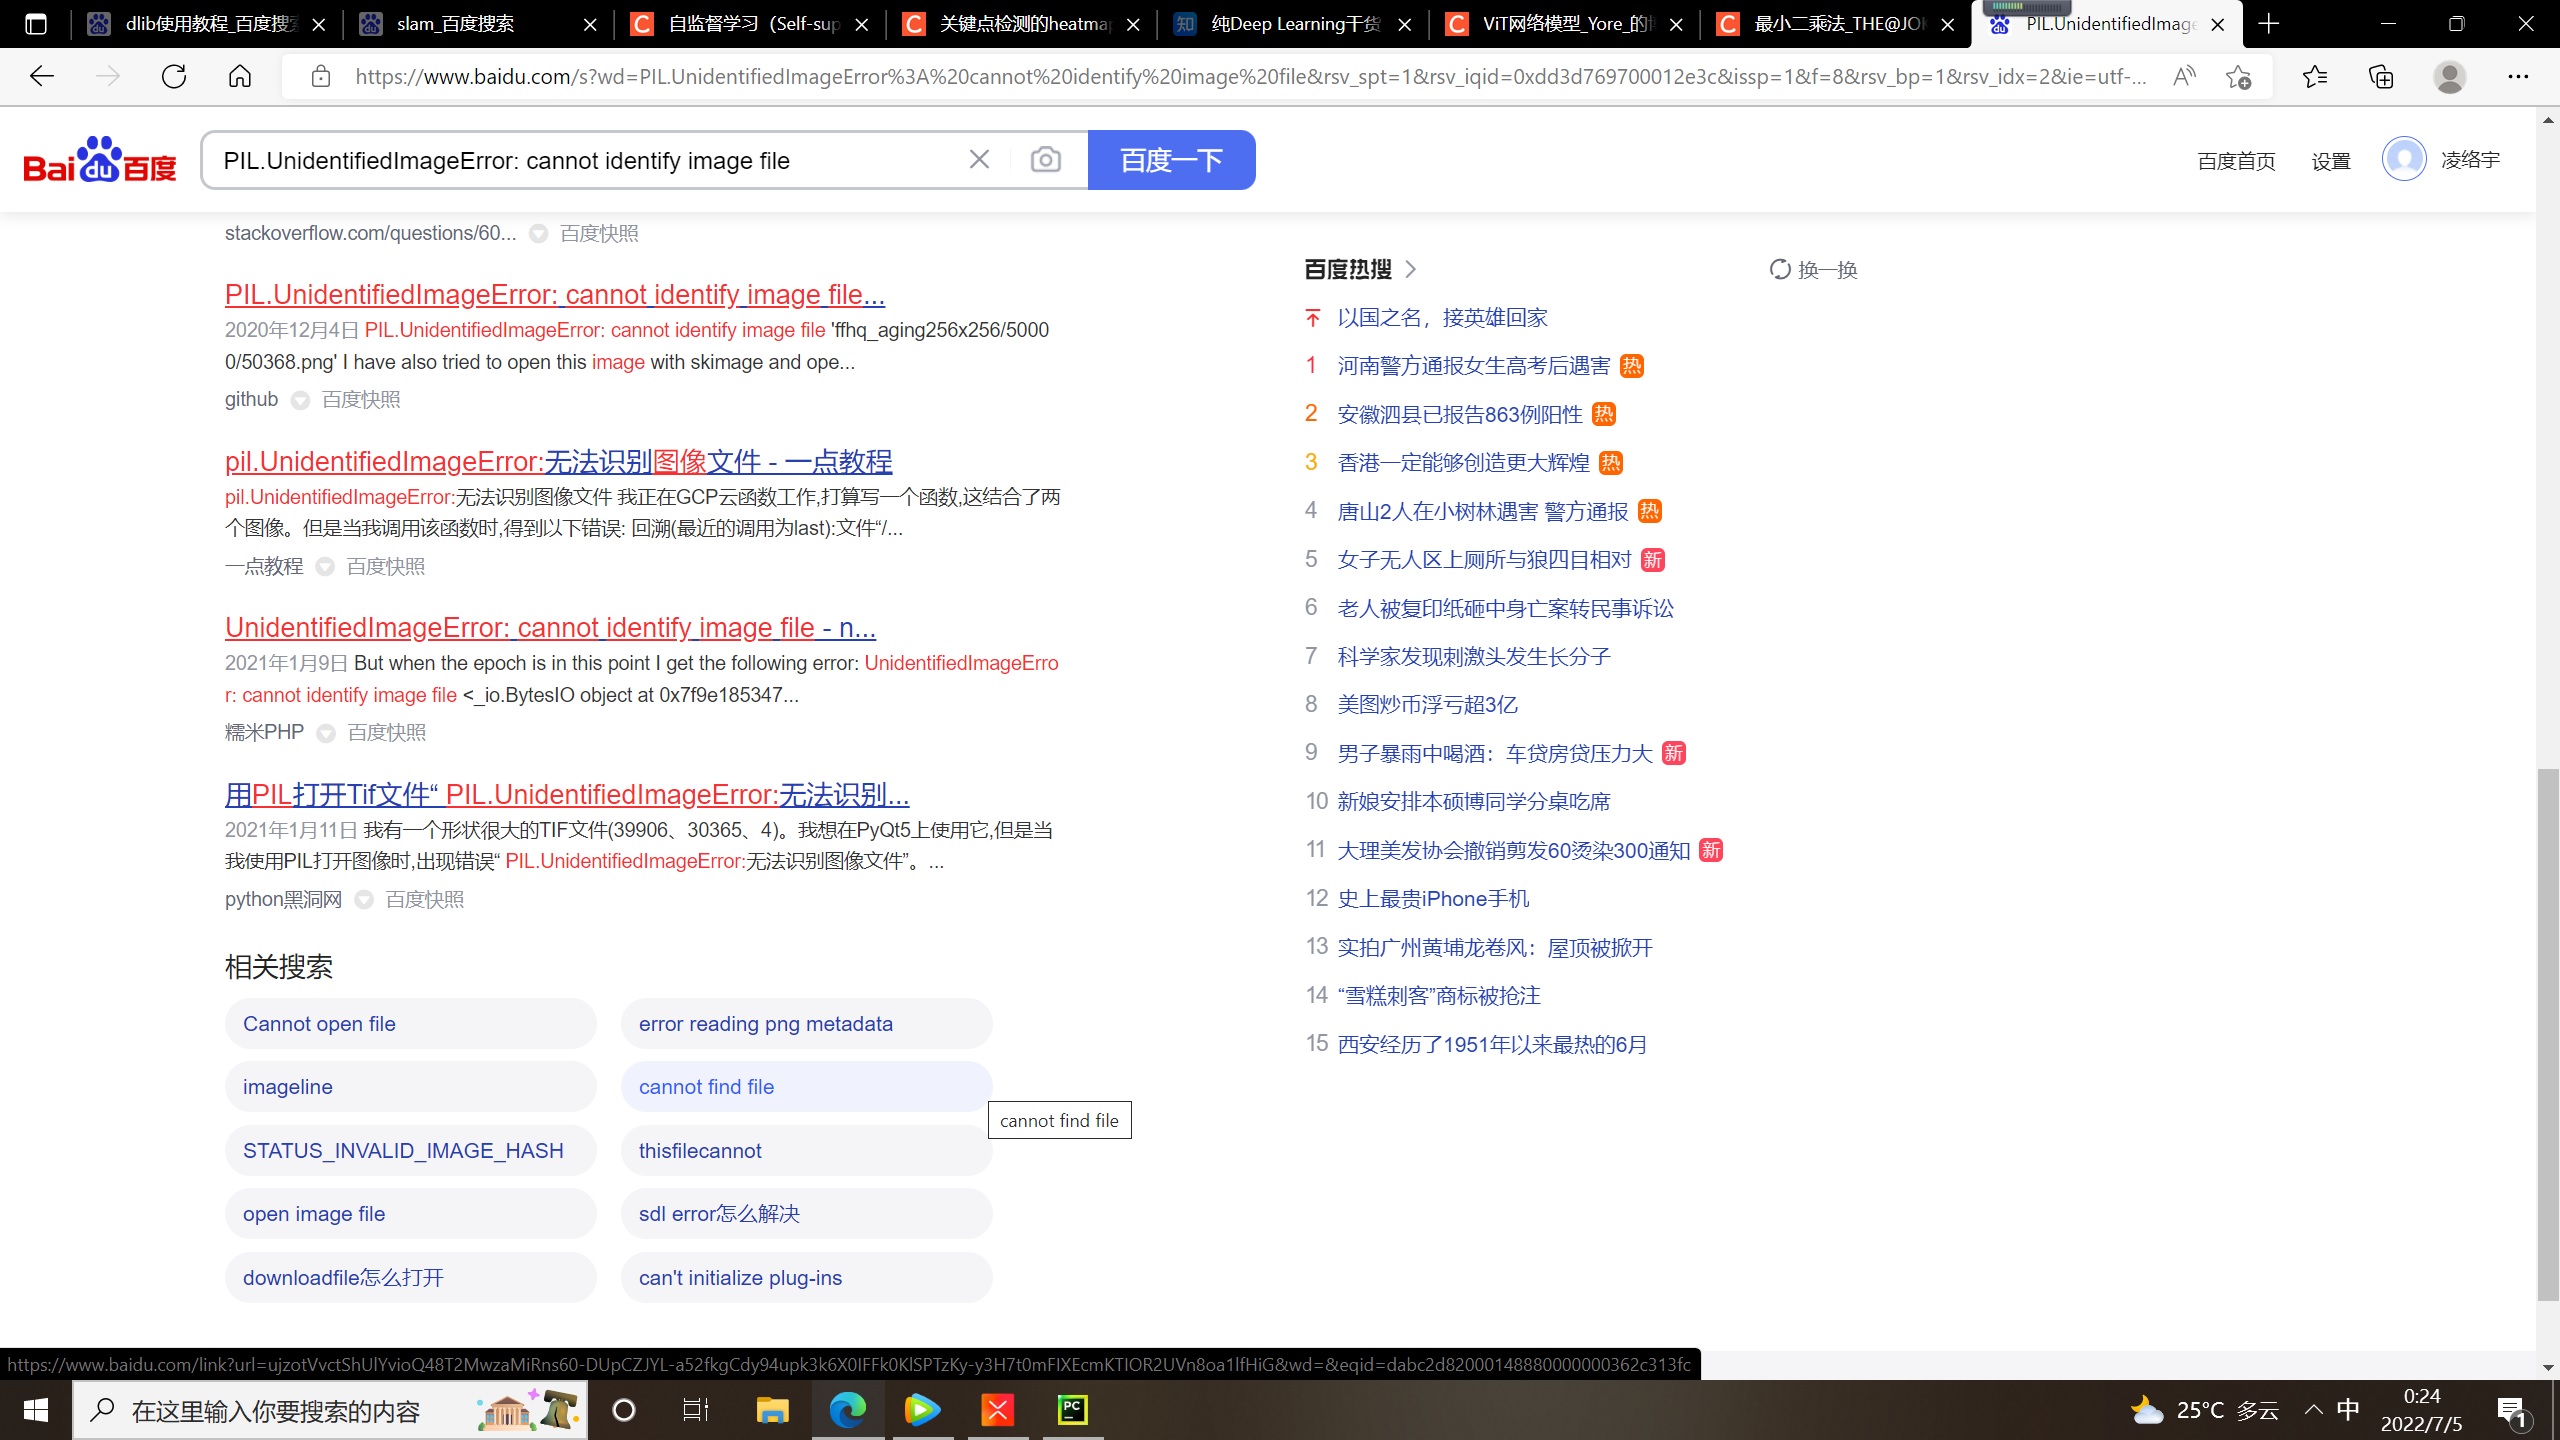 dlib使用教程_百度搜索
slam_百度搜索
自监督学习（Self-sup
关键点检测的heatma
纯Deep Learning干货
ViT网络模型_Yore_的
最小二乘法_THE@JO
PIL.UnidentifiedImage
https://www.baidu.com/s?wd=PIL.UnidentifiedImageError%3A%20cannot%20identify%20image%20file&rsv_spt=1&rsv_iqid=0xdd3d769700012e3c&issp=1&f=8&rsv_bp=1&rsv_idx=2&ie=utf-...
Bai du 百度
PIL.UnidentifiedImageError: cannot identify image file
百度一下
百度首页
设置
凌络宇
stackoverflow.com/questions/60... 百度快照
PIL.UnidentifiedImageError: cannot identify image file...
2020年12月4日 PIL.UnidentifiedImageError: cannot identify image file 'ffhq_aging256x256/5000
0/50368.png' I have also tried to open this image with skimage and ope...
github 百度快照
pil.UnidentifiedImageError:无法识别图像文件 - 一点教程
pil.UnidentifiedImageError:无法识别图像文件 我正在GCP云函数工作,打算写一个函数,这结合了两
个图像。但是当我调用该函数时,得到以下错误: 回溯(最近的调用为last):文件“/...
一点教程 百度快照
UnidentifiedImageError: cannot identify image file - n...
2021年1月9日 But when the epoch is in this point I get the following error: UnidentifiedImageErro
r: cannot identify image file <_io.BytesIO object at 0x7f9e185347...
糯米PHP 百度快照
用PIL打开Tif文件“ PIL.UnidentifiedImageError:无法识别...
2021年1月11日 我有一个形状很大的TIF文件(39906、30365、4)。我想在PyQt5上使用它,但是当
我使用PIL打开图像时,出现错误“ PIL.UnidentifiedImageError:无法识别图像文件”。...
python黑洞网 百度快照
相关搜索
Cannot open file
error reading png metadata
imageline
cannot find file
cannot find file
STATUS_INVALID_IMAGE_HASH
thisfilecannot
open image file
sdl error怎么解决
downloadfile怎么打开
can't initialize plug-ins
百度热搜
换一换
以国之名，接英雄回家
1 河南警方通报女生高考后遇害 热
2 安徽泗县已报告863例阳性 热
3 香港一定能够创造更大辉煌 热
4 唐山2人在小树林遇害 警方通报 热
5 女子无人区上厕所与狼四目相对 新
6 老人被复印纸砸中身亡案转民事诉讼
7 科学家发现刺激头发生长分子
8 美图炒币浮亏超3亿
9 男子暴雨中喝酒：车贷房贷压力大 新
10 新娘安排本硕博同学分桌吃席
11 大理美发协会撤销剪发60烫染300通知 新
12 史上最贵iPhone手机
13 实拍广州黄埔龙卷风：屋顶被掀开
14 “雪糕刺客”商标被抢注
15 西安经历了1951年以来最热的6月
https://www.baidu.com/link?url=ujzotVvctShUlYvioQ48T2MwzaMiRns60-DUpCZJYL-a52fkgCdy94upk3k6X0IFFk0KlSPTzKy-y3H7t0mFIXEcmKTIOR2UVn8oa1lfHiG&wd=&eqid=dabc2d82000148880000000362c313fc
在这里输入你要搜索的内容
25°C 多云
中
0:24
2022/7/5
1